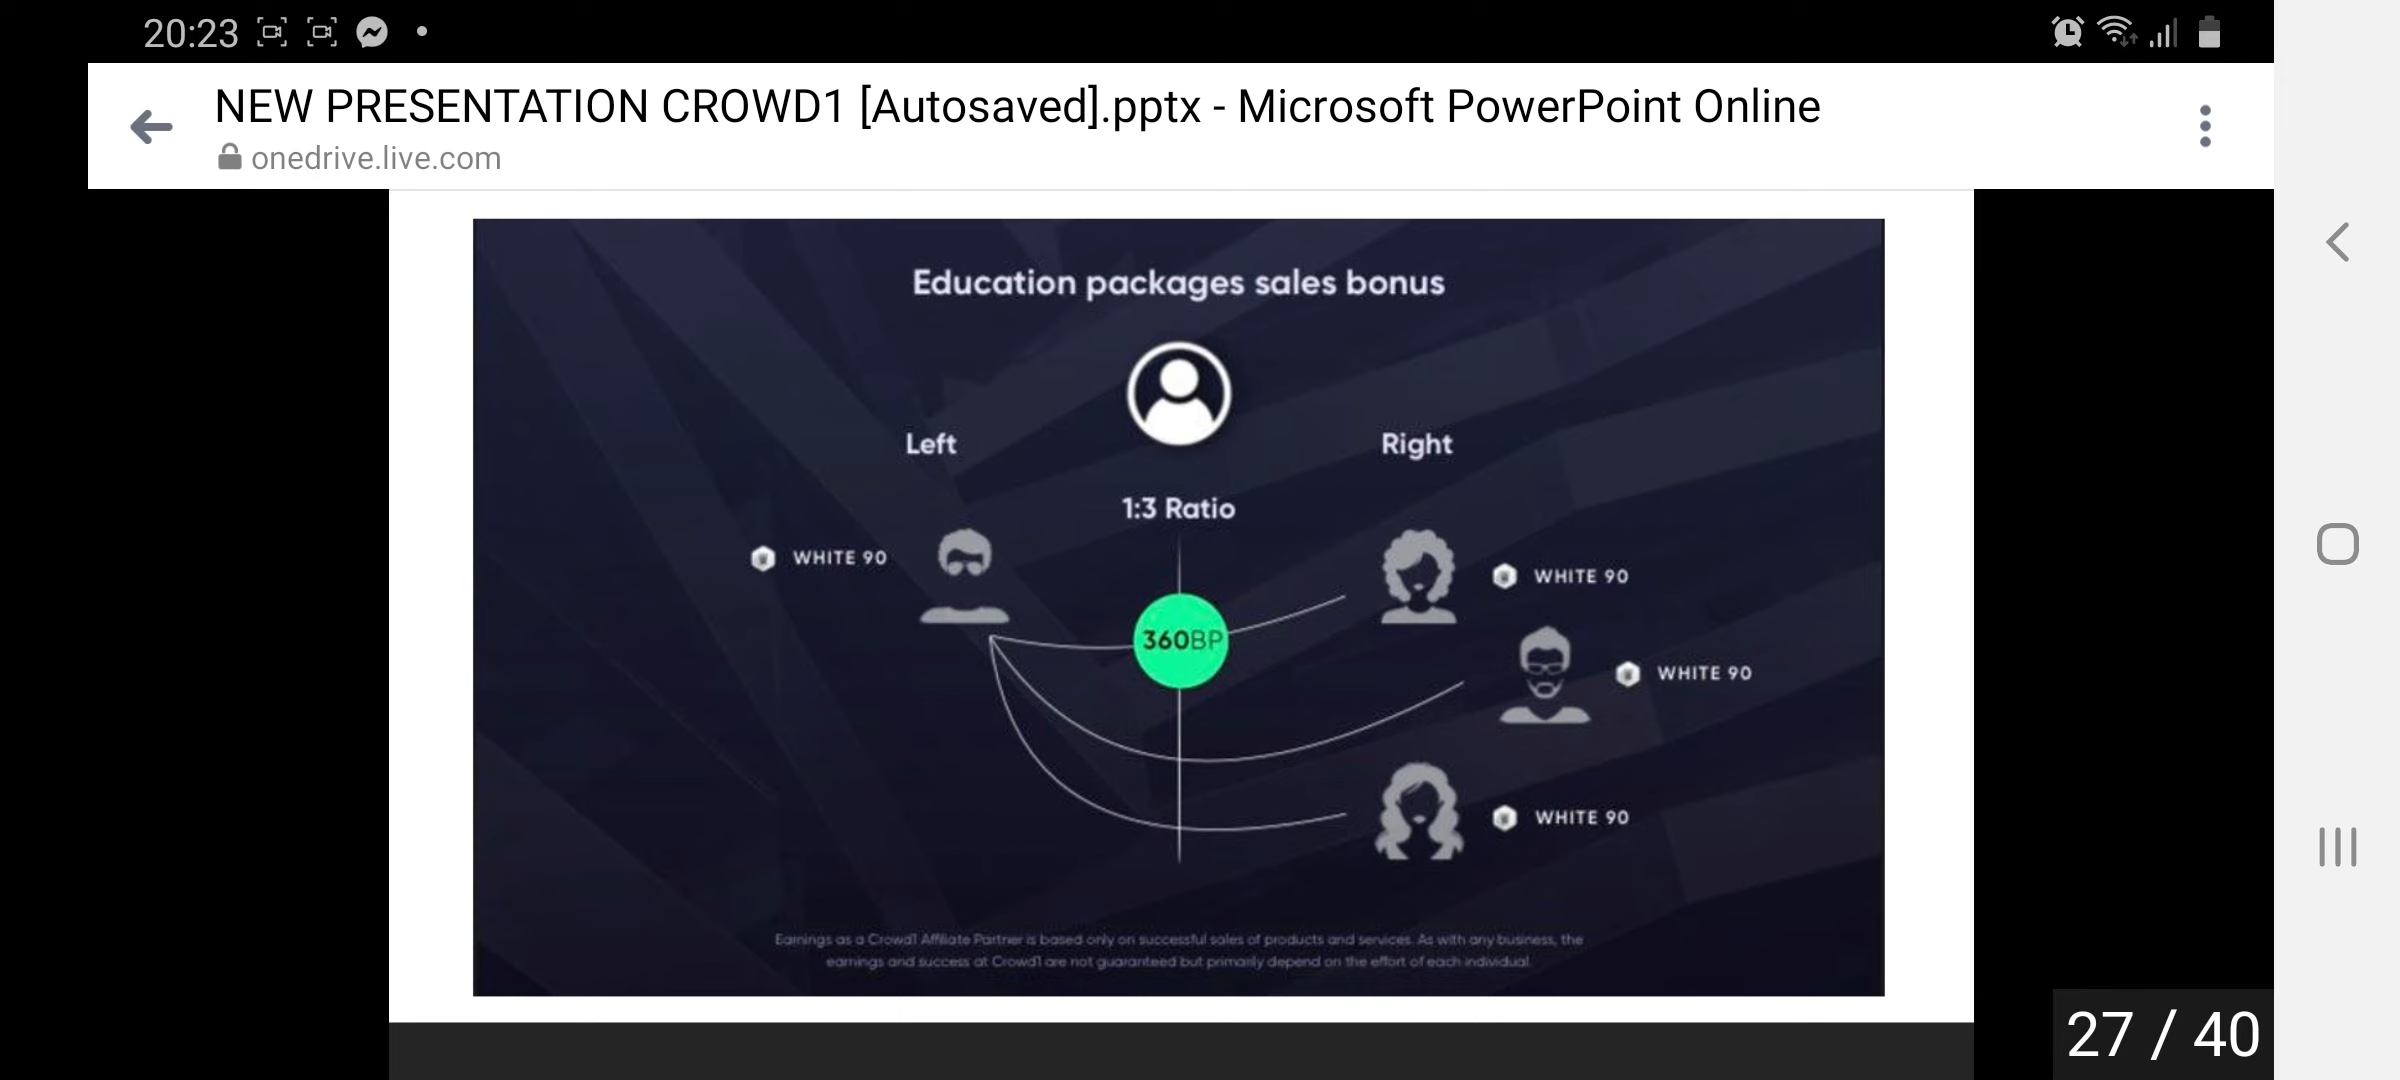 20:23
NEW PRESENTATION CROWD1 [Autosaved].pptx - Microsoft PowerPoint Online
onedrive.live.com
Education packages sales bonus
Left
Right
1:3 Ratio
WHITE 90
WHITE 90
360BP
WHITE 90
WHITE 90
Earnings as a Crowd1 Affiliate Partner is based only on successful sales of products and services. As with any business, the
earnings and success at Crowd1 are not guaranteed but primarily depend on the effort of each individual.
27 / 40